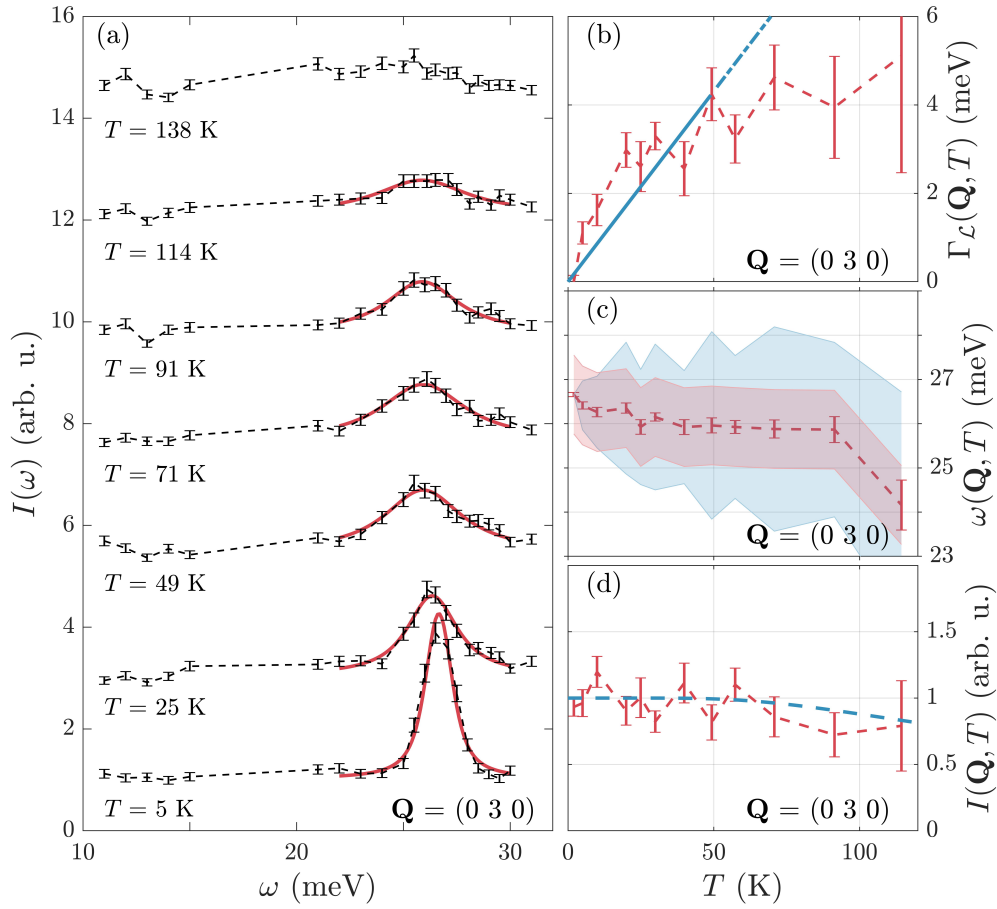 (a)
I(ω) (arb. u.)
16
14
12
10
8
6
4
2
0
T = 138 K
T = 114 K
T = 91 K
T = 71 K
T = 49 K
T = 25 K
T = 5 K
Q = (0 3 0)
10
20
30
ω (meV)
(b)
6
4
2
0
Γ𝓛(Q, T) (meV)
Q = (0 3 0)
(c)
27
25
23
ω(Q, T) (meV)
Q = (0 3 0)
(d)
1.5
1
0.5
0
I(Q, T) (arb. u.)
Q = (0 3 0)
0
50
100
T (K)